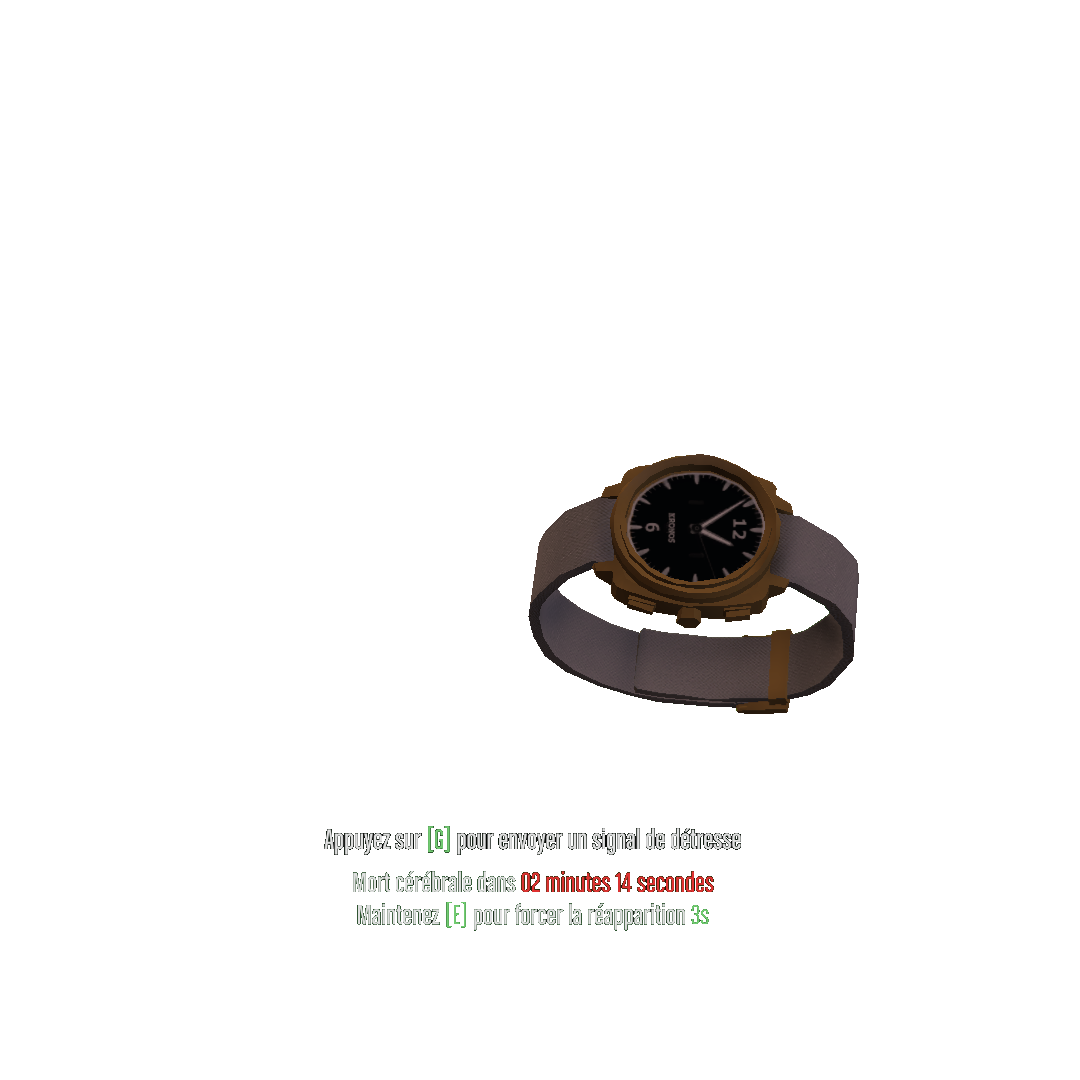 12
KRONOS
6
Appuyez sur [G] pour envoyer un signal de détresse
Mort cérébrale dans 02 minutes 14 secondes
Maintenez [E] pour forcer la réapparition 3s